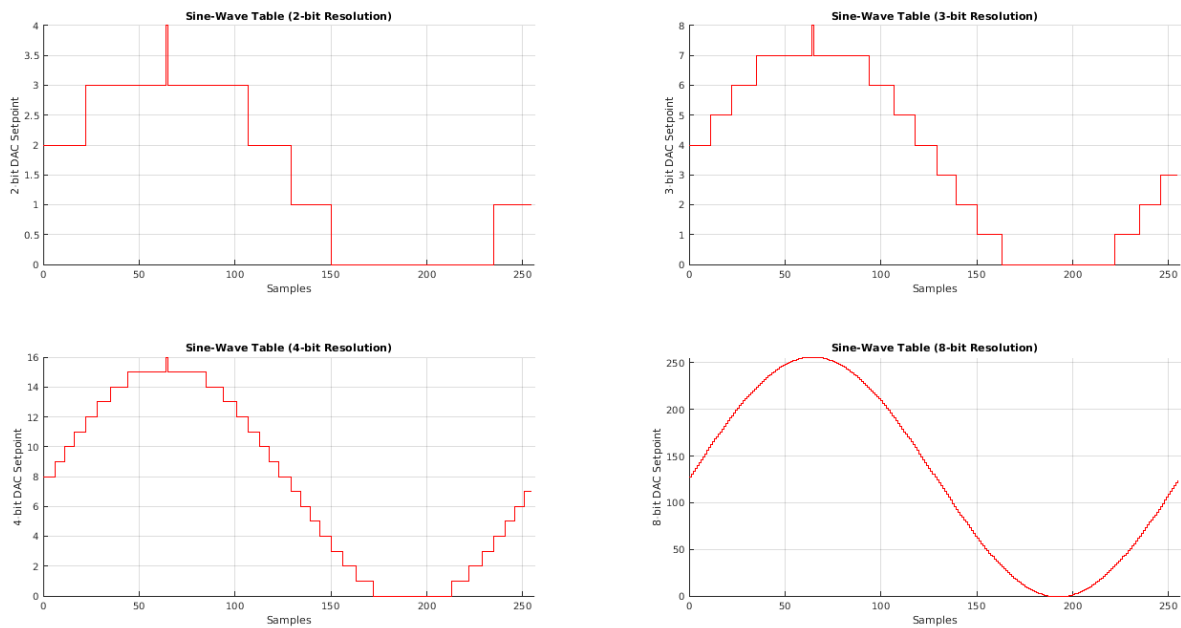 Sine-Wave Table (2-bit Resolution)
4
3.5
3
2.5
2
1.5
1
0.5
0
2-bit DAC Setpoint
0 50 100 150 200 250
Samples
Sine-Wave Table (3-bit Resolution)
8
7
6
5
4
3
2
1
0
3-bit DAC Setpoint
0 50 100 150 200 250
Samples
Sine-Wave Table (4-bit Resolution)
16
14
12
10
8
6
4
2
0
4-bit DAC Setpoint
0 50 100 150 200 250
Samples
Sine-Wave Table (8-bit Resolution)
250
200
150
100
50
0
8-bit DAC Setpoint
0 50 100 150 200 250
Samples